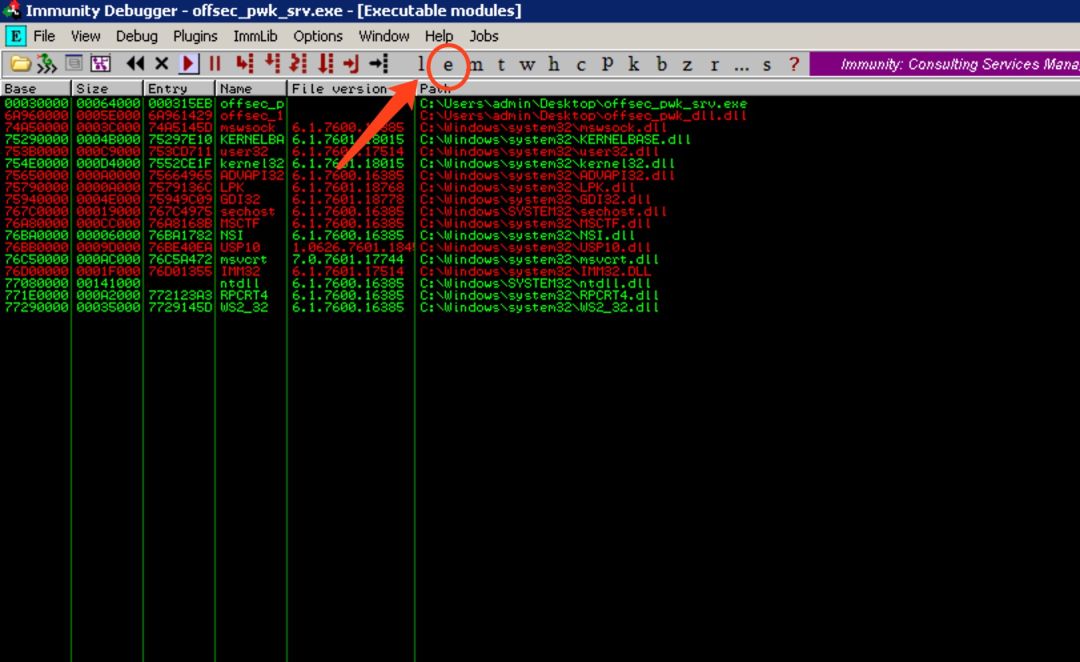 Immunity Debugger - offsec_pwk_srv.exe - [Executable modules]
E File View Debug Plugins ImmLib Options Window Help Jobs
l e m t w h c P k b z r ... s ? Immunity: Consulting Services Mana
Base Size Entry Name File version Path
00030000 00064000 000315EB offsec_p C:\Users\admin\Desktop\offsec_pwk_srv.exe
6A960000 0005E000 6A961429 offsec_1 C:\Users\admin\Desktop\offsec_pwk_dll.dll
74A50000 0003C000 74A5145D mswsock 6.1.7600.16385 C:\Windows\system32\mswsock.dll
75290000 0004B000 75297E10 KERNELBA 6.1.7601.18015 C:\Windows\system32\KERNELBASE.dll
753B0000 000C9000 753CD711 user32 6.1.7601.17514 C:\Windows\system32\user32.dll
754E0000 000D4000 7552CE1F kernel32 6.1.7601.18015 C:\Windows\system32\kernel32.dll
75650000 000A0000 75664965 ADVAPI32 6.1.7600.16385 C:\Windows\system32\ADVAPI32.dll
75790000 0000A000 7579136C LPK 6.1.7601.18768 C:\Windows\system32\LPK.dll
75940000 0004E000 75949C09 GDI32 6.1.7601.18778 C:\Windows\system32\GDI32.dll
767C0000 00019000 767C4975 sechost 6.1.7600.16385 C:\Windows\SYSTEM32\sechost.dll
76A80000 000CC000 76A8168B MSCTF 6.1.7600.16385 C:\Windows\system32\MSCTF.dll
76BA0000 00006000 76BA1782 NSI 6.1.7600.16385 C:\Windows\system32\NSI.dll
76BB0000 0009D000 76BE40EA USP10 1.0626.7601.184 C:\Windows\system32\USP10.dll
76C50000 000AC000 76C5A472 msvcrt 7.0.7601.17744 C:\Windows\system32\msvcrt.dll
76D00000 0001F000 76D01355 IMM32 6.1.7601.17514 C:\Windows\system32\IMM32.DLL
77080000 00141000 ntdll 6.1.7600.16385 C:\Windows\SYSTEM32\ntdll.dll
771E0000 000A2000 772123A3 RPCRT4 6.1.7600.16385 C:\Windows\system32\RPCRT4.dll
77290000 00035000 7729145D WS2_32 6.1.7600.16385 C:\Windows\system32\WS2_32.dll